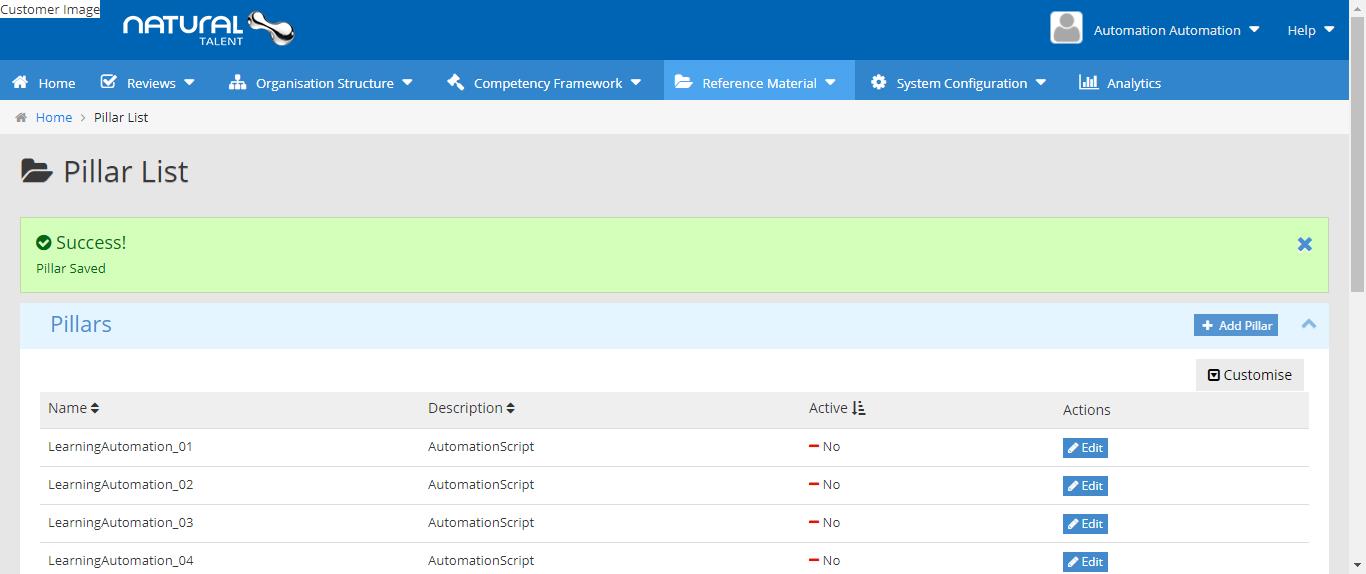 Customer Image
NATURAL
TALENT
Automation Automation
Help
Home
Reviews
Organisation Structure
Competency Framework
Reference Material
System Configuration
Analytics
Home > Pillar List
Pillar List
Success!
Pillar Saved
Pillars
Add Pillar
Customise
Name Description Active Actions
LearningAutomation_01 AutomationScript No Edit
LearningAutomation_02 AutomationScript No Edit
LearningAutomation_03 AutomationScript No Edit
LearningAutomation_04 AutomationScript No Edit